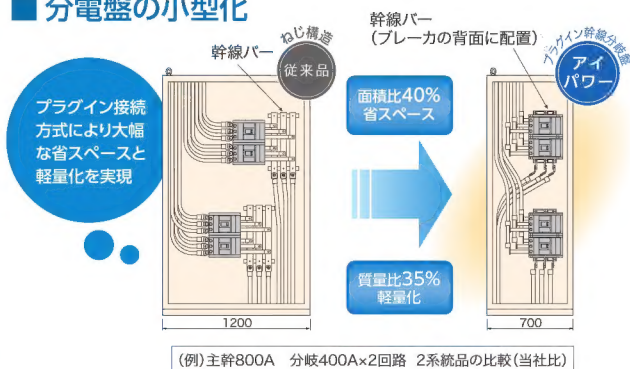 ■ 分電盤の小型化
プラグイン接続
方式により大幅
な省スペースと
軽量化を実現
幹線バー
ねじ構造
従来品
面積比40%
省スペース
質量比35%
軽量化
幹線バー
(ブレーカの背面に配置)
プラグイン幹線分岐盤
アイ
パワー
1200
700
(例)主幹800A 分岐400A×2回路 2系統品の比較(当社比)